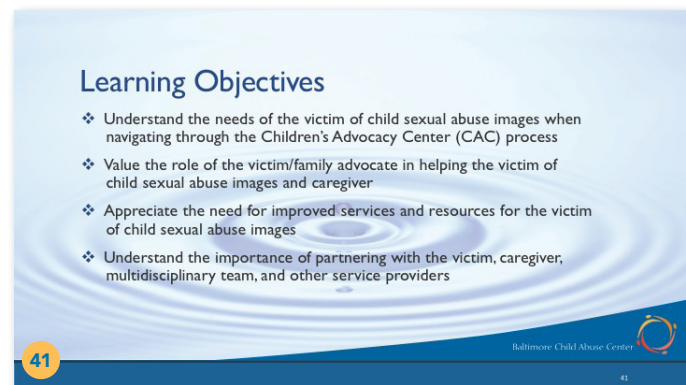 Learning Objectives
❖ Understand the needs of the victim of child sexual abuse images when
navigating through the Children's Advocacy Center (CAC) process
❖ Value the role of the victim/family advocate in helping the victim of
child sexual abuse images and caregiver
❖ Appreciate the need for improved services and resources for the victim
of child sexual abuse images
❖ Understand the importance of partnering with the victim, caregiver,
multidisciplinary team, and other service providers
Baltimore Child Abuse Center
41
41